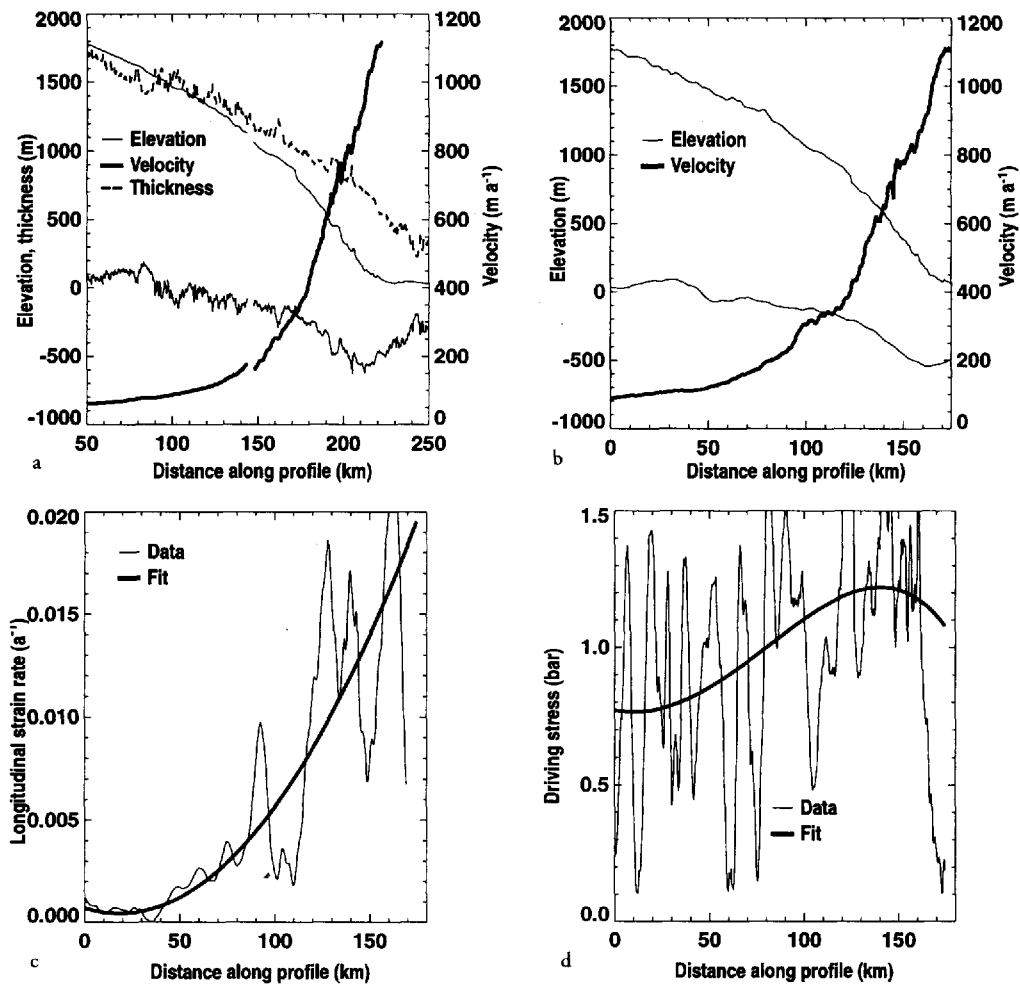 2000
1500
1000
500
0
-500
-1000
Elevation, thickness (m)
Elevation
Velocity
Thickness
1200
1000
800
600
400
200
0
Velocity (m a⁻¹)
50 100 150 200 250
Distance along profile (km)
a
2000
1500
1000
500
0
-500
-1000
Elevation (m)
Elevation
Velocity
1200
1000
800
600
400
200
0
Velocity (m a⁻¹)
0 50 100 150
Distance along profile (km)
b
0.020
0.015
0.010
0.005
0.000
Longitudinal strain rate (a⁻¹)
Data
Fit
0 50 100 150
Distance along profile (km)
c
1.5
1.0
0.5
0.0
Driving stress (bar)
Data
Fit
0 50 100 150
Distance along profile (km)
d